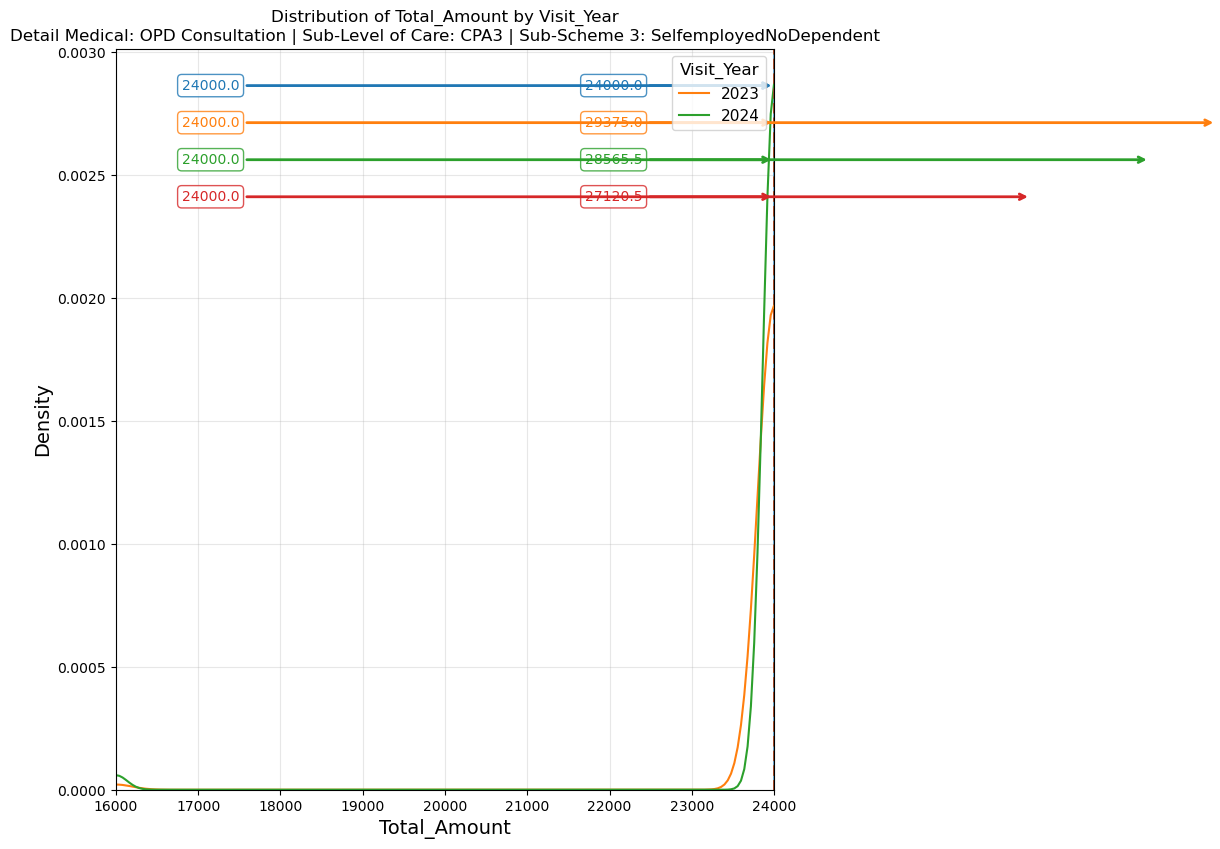 Distribution of Total_Amount by Visit_Year
Detail Medical: OPD Consultation | Sub-Level of Care: CPA3 | Sub-Scheme 3: SelfemployedNoDependent
0.0030
0.0025
0.0020
0.0015
0.0010
0.0005
0.0000
Density
24000.0 24000.0
24000.0 29375.0
24000.0 28565.5
24000.0 27120.5
Visit_Year
2023
2024
16000 17000 18000 19000 20000 21000 22000 23000 24000
Total_Amount